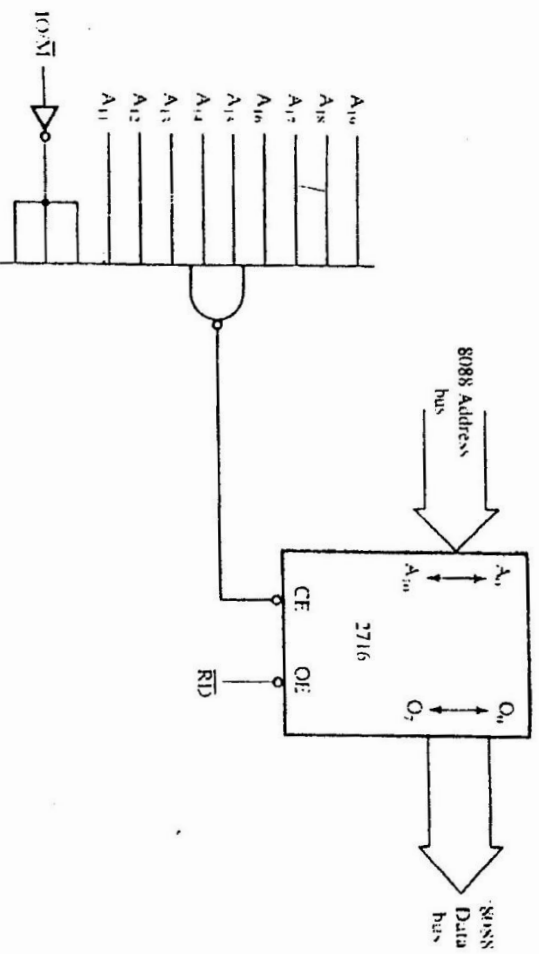 8088
Data
bus
8088 Address
bus
A₀
A₁₀
O₀
O₇
2716
CE
OE
R̅D̅
A₁₉
A₁₈
A₁₇
A₁₆
A₁₅
A₁₄
A₁₃
A₁₂
A₁₁
IO/M̅